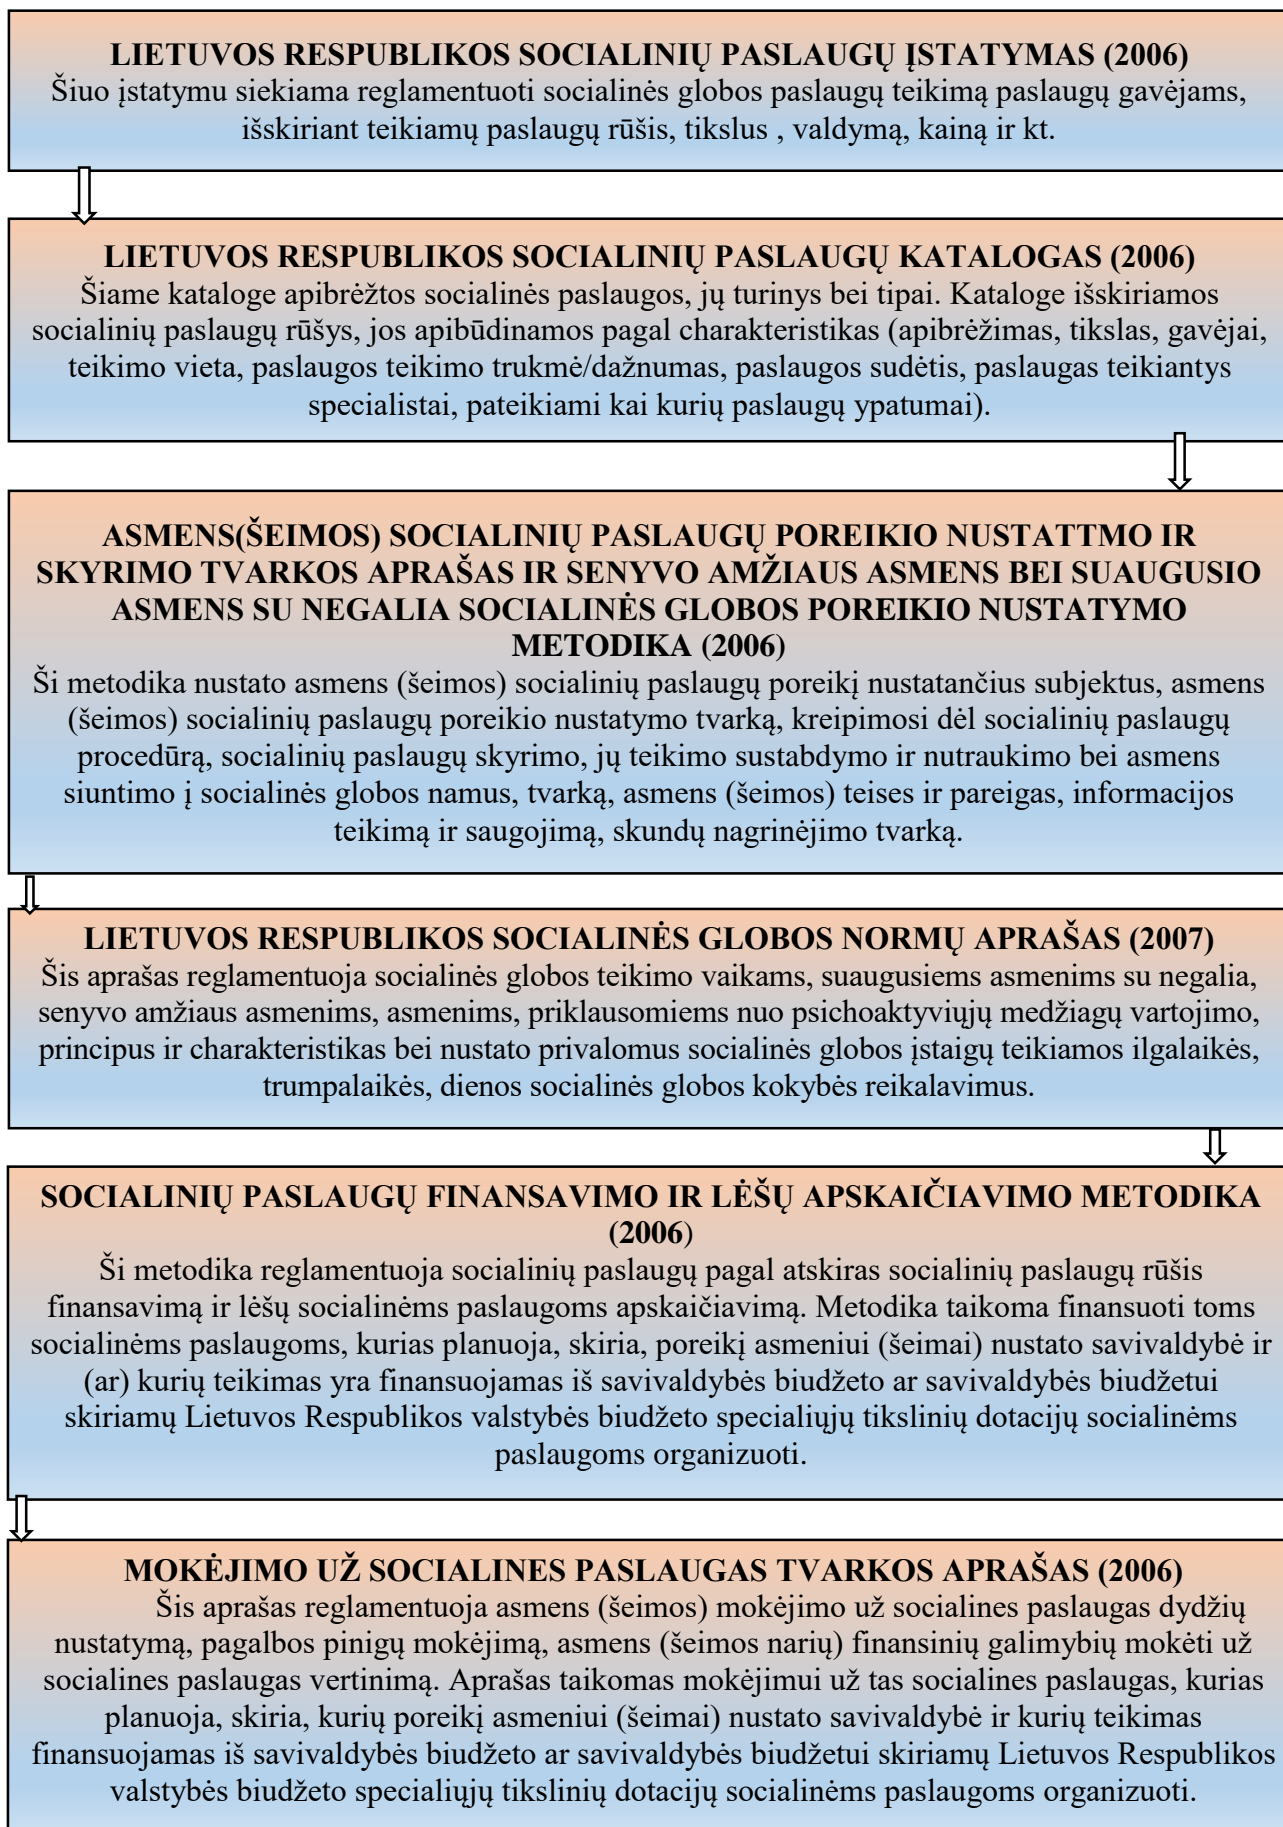 LIETUVOS RESPUBLIKOS SOCIALINIŲ PASLAUGŲ ĮSTATYMAS (2006)
Šiuo įstatymu siekiama reglamentuoti socialinės globos paslaugų teikimą paslaugų gavėjams,
išskiriant teikiamų paslaugų rūšis, tikslus , valdymą, kainą ir kt.
LIETUVOS RESPUBLIKOS SOCIALINIŲ PASLAUGŲ KATALOGAS (2006)
Šiame kataloge apibrėžtos socialinės paslaugos, jų turinys bei tipai. Kataloge išskiriamos
socialinių paslaugų rūšys, jos apibūdinamos pagal charakteristikas (apibrėžimas, tikslas, gavėjai,
teikimo vieta, paslaugos teikimo trukmė/dažnumas, paslaugos sudėtis, paslaugas teikiantys
specialistai, pateikiami kai kurių paslaugų ypatumai).
ASMENS(ŠEIMOS) SOCIALINIŲ PASLAUGŲ POREIKIO NUSTATTMO IR
SKYRIMO TVARKOS APRAŠAS IR SENYVO AMŽIAUS ASMENS BEI SUAUGUSIO
ASMENS SU NEGALIA SOCIALINĖS GLOBOS POREIKIO NUSTATYMO
METODIKA (2006)
Ši metodika nustato asmens (šeimos) socialinių paslaugų poreikį nustatančius subjektus, asmens
(šeimos) socialinių paslaugų poreikio nustatymo tvarką, kreipimosi dėl socialinių paslaugų
procedūrą, socialinių paslaugų skyrimo, jų teikimo sustabdymo ir nutraukimo bei asmens
siuntimo į socialinės globos namus, tvarką, asmens (šeimos) teises ir pareigas, informacijos
teikimą ir saugojimą, skundų nagrinėjimo tvarką.
LIETUVOS RESPUBLIKOS SOCIALINĖS GLOBOS NORMŲ APRAŠAS (2007)
Šis aprašas reglamentuoja socialinės globos teikimo vaikams, suaugusiems asmenims su negalia,
senyvo amžiaus asmenims, asmenims, priklausomiems nuo psichoaktyviųjų medžiagų vartojimo,
principus ir charakteristikas bei nustato privalomus socialinės globos įstaigų teikiamos ilgalaikės,
trumpalaikės, dienos socialinės globos kokybės reikalavimus.
SOCIALINIŲ PASLAUGŲ FINANSAVIMO IR LĖŠŲ APSKAIČIAVIMO METODIKA
(2006)
Ši metodika reglamentuoja socialinių paslaugų pagal atskiras socialinių paslaugų rūšis
finansavimą ir lėšų socialinėms paslaugoms apskaičiavimą. Metodika taikoma finansuoti toms
socialinėms paslaugoms, kurias planuoja, skiria, poreikį asmeniui (šeimai) nustato savivaldybė ir
(ar) kurių teikimas yra finansuojamas iš savivaldybės biudžeto ar savivaldybės biudžetui
skiriamų Lietuvos Respublikos valstybės biudžeto specialiųjų tikslinių dotacijų socialinėms
paslaugoms organizuoti.
MOKĖJIMO UŽ SOCIALINES PASLAUGAS TVARKOS APRAŠAS (2006)
Šis aprašas reglamentuoja asmens (šeimos) mokėjimo už socialines paslaugas dydžių
nustatymą, pagalbos pinigų mokėjimą, asmens (šeimos narių) finansinių galimybių mokėti už
socialines paslaugas vertinimą. Aprašas taikomas mokėjimui už tas socialines paslaugas, kurias
planuoja, skiria, kurių poreikį asmeniui (šeimai) nustato savivaldybė ir kurių teikimas
finansuojamas iš savivaldybės biudžeto ar savivaldybės biudžetui skiriamų Lietuvos Respublikos
valstybės biudžeto specialiųjų tikslinių dotacijų socialinėms paslaugoms organizuoti.